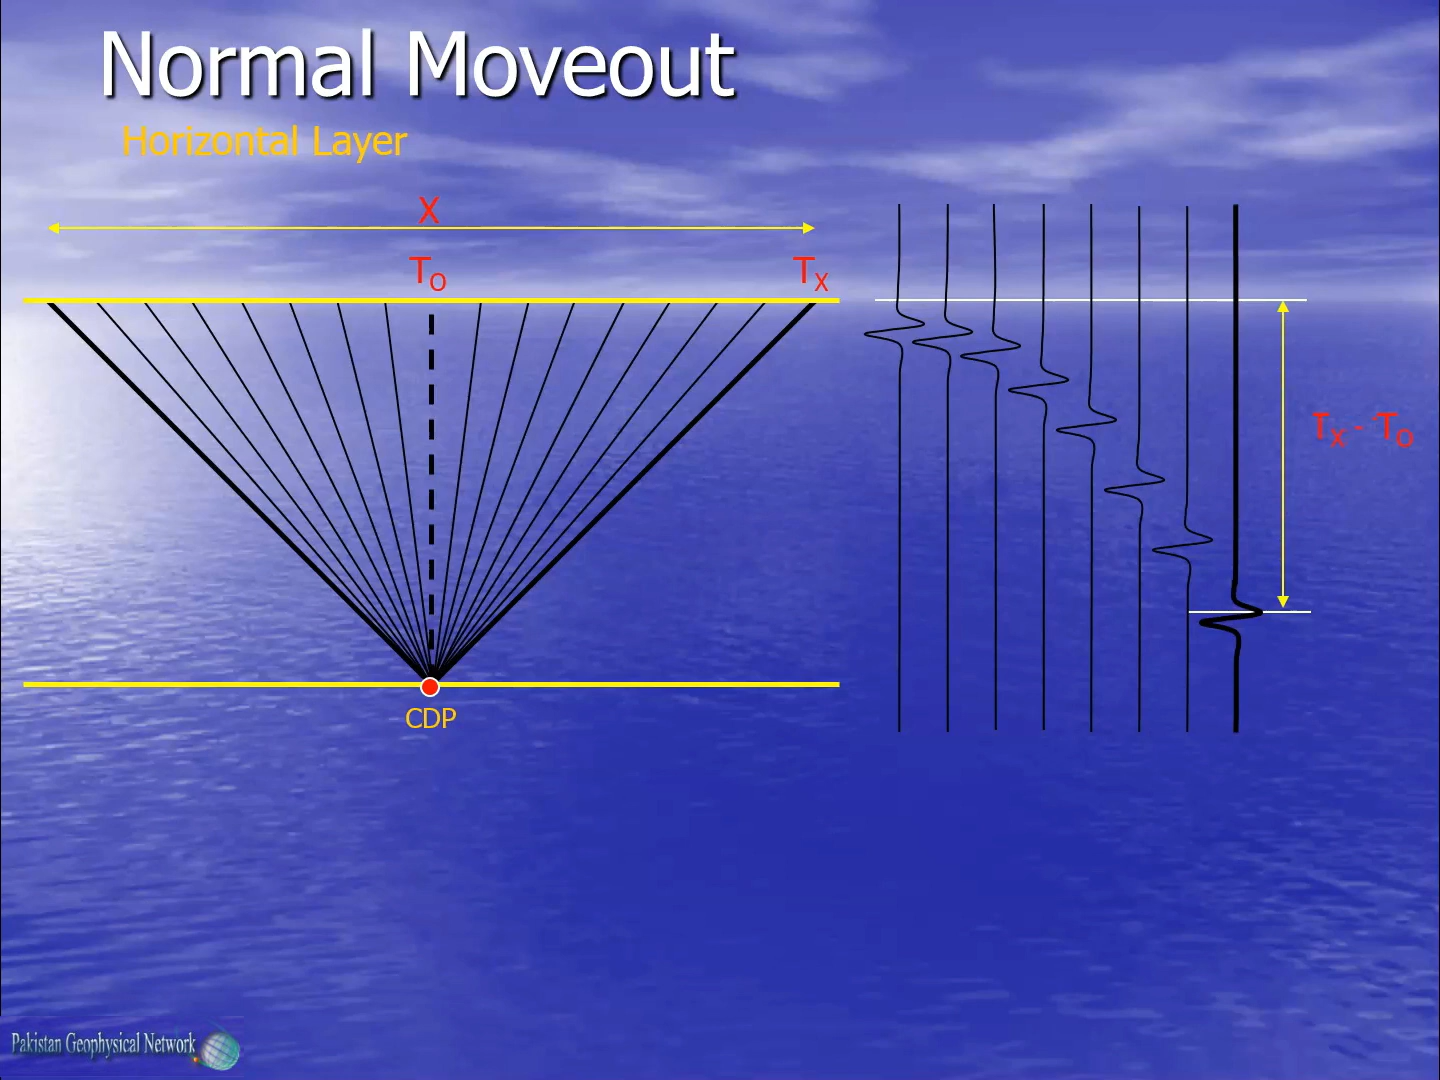 Normal Moveout
Horizontal Layer
X
TO
TX
TX - TO
CDP
Pakistan Geophysical Network